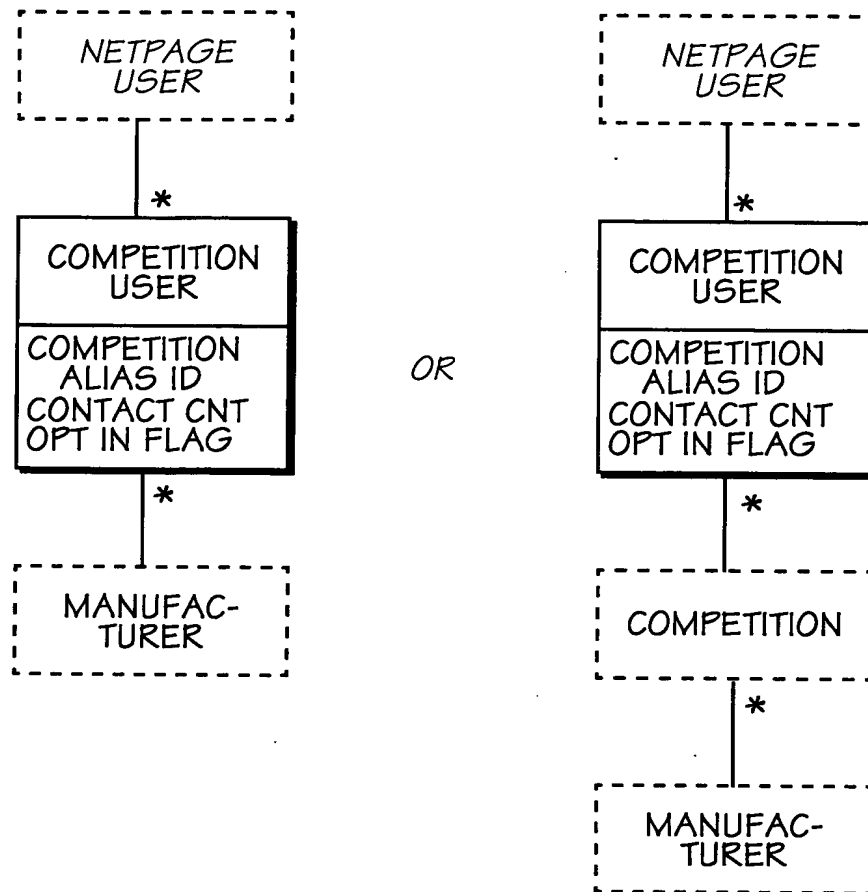 NETPAGE
USER
*
COMPETITION
USER
COMPETITION
ALIAS ID
CONTACT CNT
OPT IN FLAG
*
MANUFAC-
TURER
OR
NETPAGE
USER
*
COMPETITION
USER
COMPETITION
ALIAS ID
CONTACT CNT
OPT IN FLAG
*
COMPETITION
*
MANUFAC-
TURER